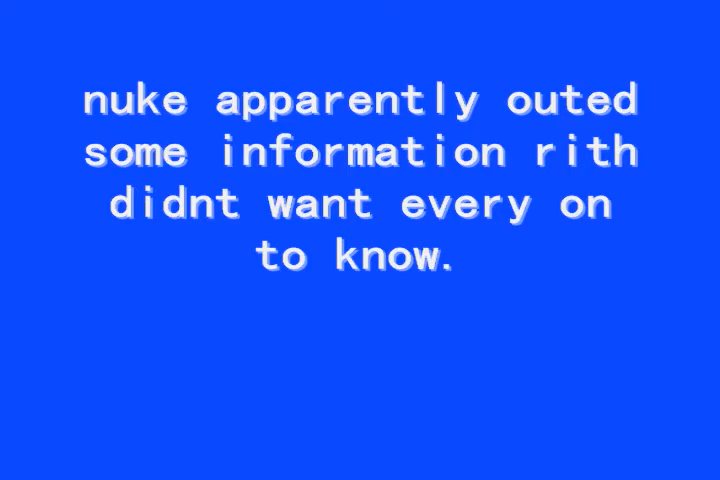 nuke apparently outed
some information rith
didnt want every on
to know.